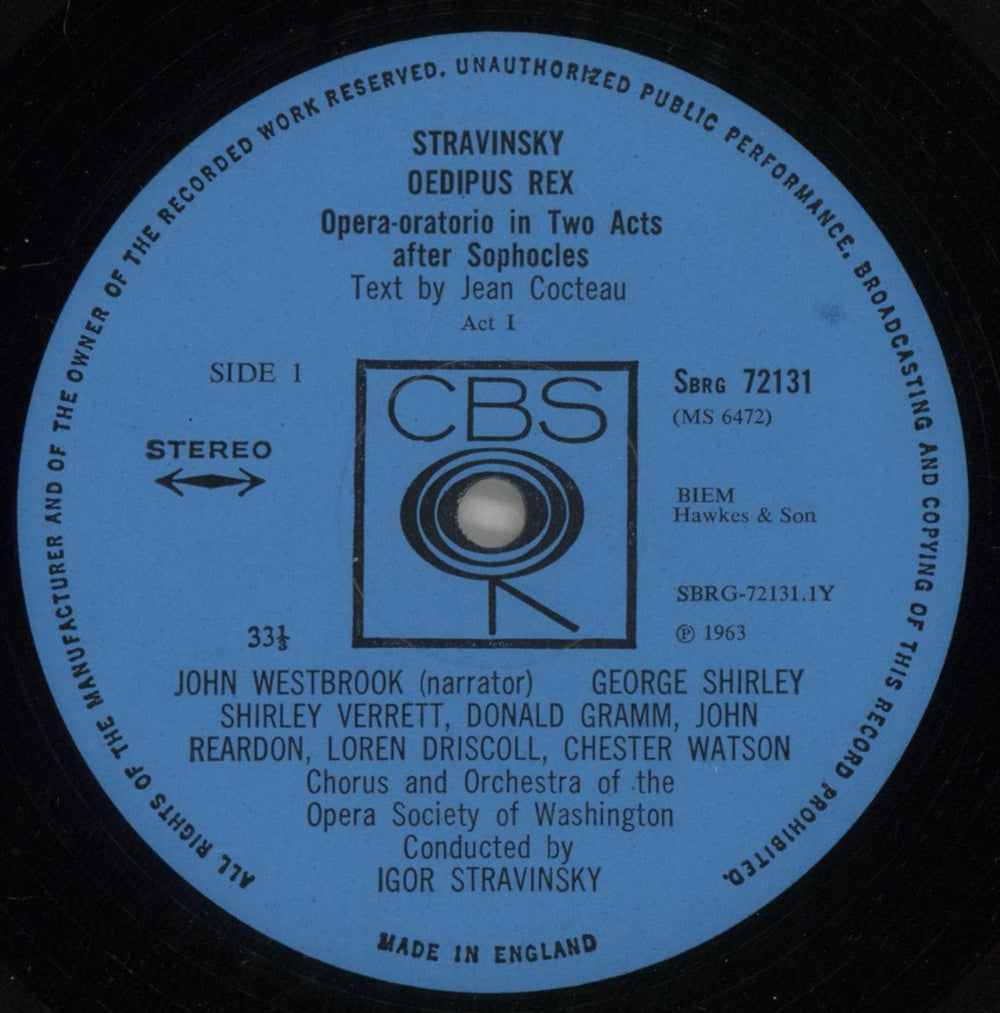 ALL RIGHTS OF THE MANUFACTURER AND OF THE OWNER OF THE RECORDED WORK RESERVED. UNAUTHORIZED PUBLIC PERFORMANCE, BROADCASTING AND COPYING OF THIS RECORD PROHIBITED.
STRAVINSKY
OEDIPUS REX
Opera-oratorio in Two Acts
after Sophocles
Text by Jean Cocteau
Act I
SIDE 1
STEREO
33⅓
CBS
SBRG 72131
(MS 6472)
BIEM
Hawkes & Son
SBRG-72131.1Y
℗ 1963
JOHN WESTBROOK (narrator) GEORGE SHIRLEY
SHIRLEY VERRETT, DONALD GRAMM, JOHN
REARDON, LOREN DRISCOLL, CHESTER WATSON
Chorus and Orchestra of the
Opera Society of Washington
Conducted by
IGOR STRAVINSKY
MADE IN ENGLAND